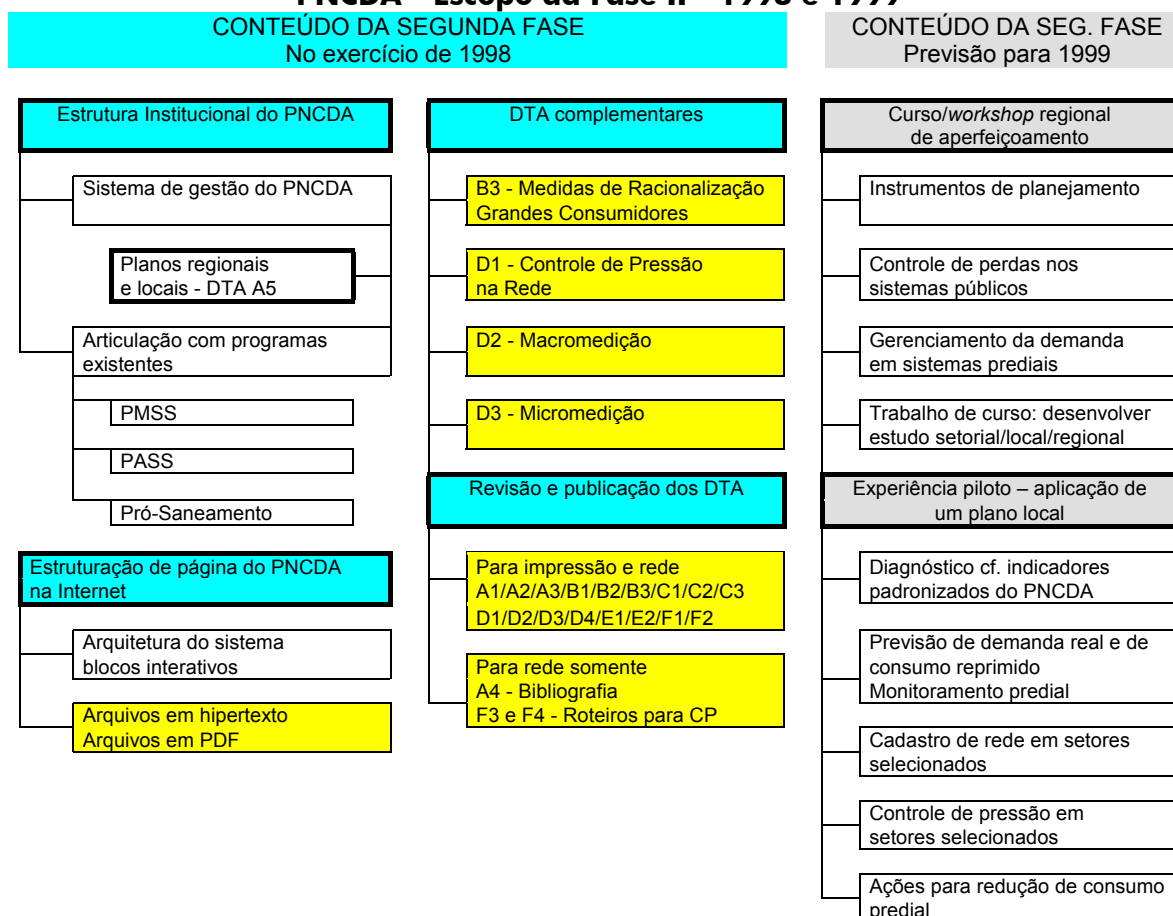 PNCDA - Escopo da Fase II - 1998 e 1999
CONTEÚDO DA SEGUNDA FASE
No exercício de 1998
CONTEÚDO DA SEG. FASE
Previsão para 1999
Estrutura Institucional do PNCDA
Sistema de gestão do PNCDA
Planos regionais
e locais - DTA A5
Articulação com programas
existentes
PMSS
PASS
Pró-Saneamento
Estruturação de página do PNCDA
na Internet
Arquitetura do sistema
blocos interativos
Arquivos em hipertexto
Arquivos em PDF
DTA complementares
B3 - Medidas de Racionalização
Grandes Consumidores
D1 - Controle de Pressão
na Rede
D2 - Macromedição
D3 - Micromedição
Revisão e publicação dos DTA
Para impressão e rede
A1/A2/A3/B1/B2/B3/C1/C2/C3
D1/D2/D3/D4/E1/E2/F1/F2
Para rede somente
A4 - Bibliografia
F3 e F4 - Roteiros para CP
Curso/workshop regional
de aperfeiçoamento
Instrumentos de planejamento
Controle de perdas nos
sistemas públicos
Gerenciamento da demanda
em sistemas prediais
Trabalho de curso: desenvolver
estudo setorial/local/regional
Experiência piloto – aplicação de
um plano local
Diagnóstico cf. indicadores
padronizados do PNCDA
Previsão de demanda real e de
consumo reprimido
Monitoramento predial
Cadastro de rede em setores
selecionados
Controle de pressão em
setores selecionados
Ações para redução de consumo
predial